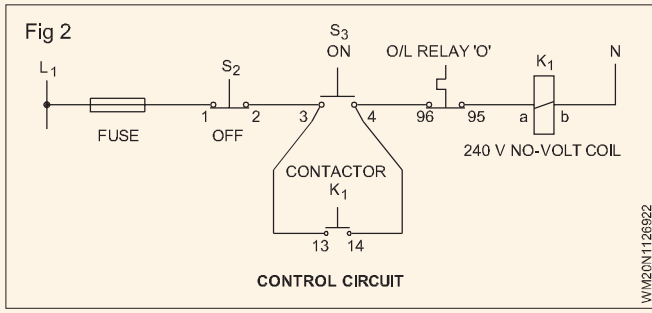 Fig 2
S3
ON
O/L RELAY 'O'
N
L1
S2
K1
1 2
3 4
96 95
a b
FUSE
OFF
240 V NO-VOLT COIL
CONTACTOR
K1
13 14
CONTROL CIRCUIT
WM20N1126922